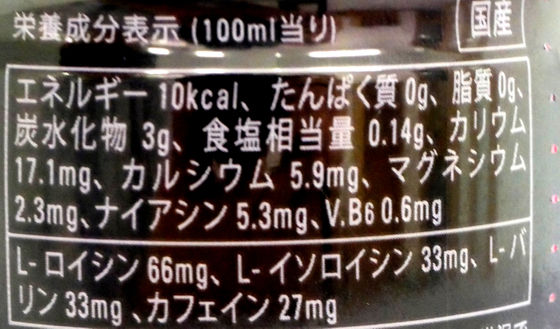 栄養成分表示 (100ml当り)
国産
エネルギー 10kcal、たんぱく質 0g、脂質 0g、
炭水化物 3g、食塩相当量 0.14g、カリウム
17.1mg、カルシウム 5.9mg、マグネシウム
2.3mg、ナイアシン 5.3mg、V.B6 0.6mg
L-ロイシン 66mg、L-イソロイシン 33mg、L-バ
リン 33mg、カフェイン 27mg